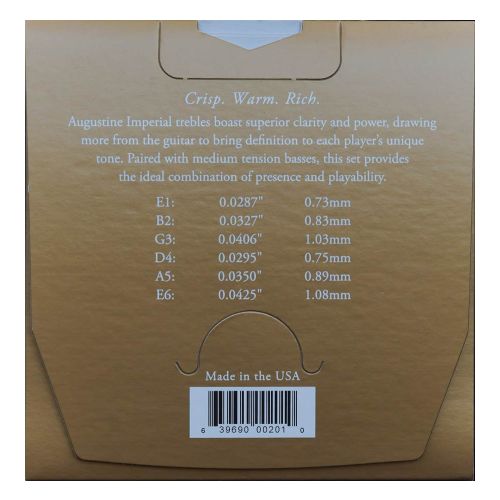 Crisp. Warm. Rich.
Augustine Imperial trebles boast superior clarity and power, drawing
more from the guitar to bring definition to each player's unique
tone. Paired with medium tension basses, this set provides
the ideal combination of presence and playability.
E1: 0.0287" 0.73mm
B2: 0.0327" 0.83mm
G3: 0.0406" 1.03mm
D4: 0.0295" 0.75mm
A5: 0.0350" 0.89mm
E6: 0.0425" 1.08mm
Made in the USA
6 39690 00201 0